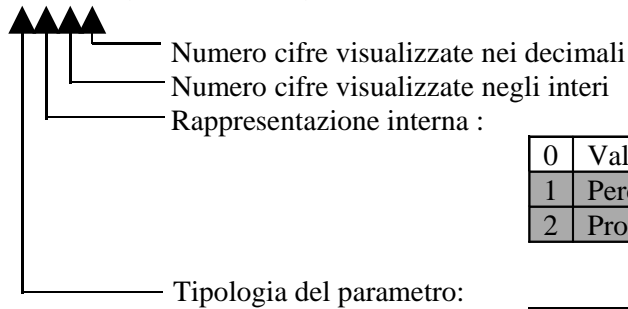 Numero cifre visualizzate nei decimali
Numero cifre visualizzate negli interi
Rappresentazione interna :
0
1
2
Tipologia del parametro: